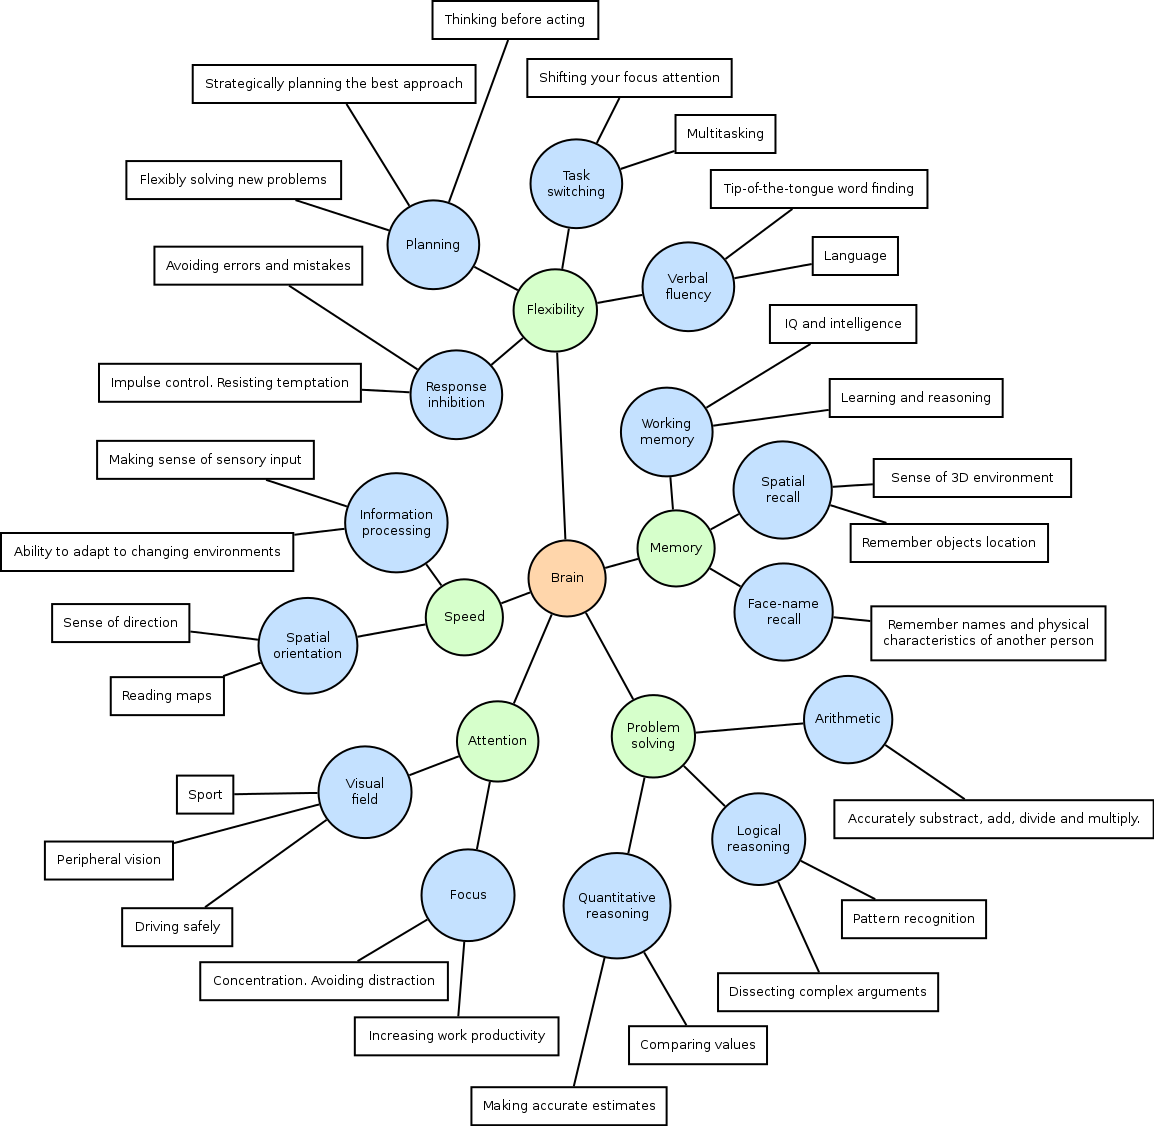 Thinking before acting
Strategically planning the best approach
Shifting your focus attention
Multitasking
Flexibly solving new problems
Task
switching
Tip-of-the-tongue word finding
Planning
Avoiding errors and mistakes
Language
Verbal
fluency
Flexibility
IQ and intelligence
Impulse control. Resisting temptation
Response
inhibition
Learning and reasoning
Working
memory
Making sense of sensory input
Spatial
recall
Sense of 3D environment
Information
processing
Ability to adapt to changing environments
Memory
Remember objects location
Brain
Face-name
recall
Sense of direction
Speed
Remember names and physical
characteristics of another person
Spatial
orientation
Reading maps
Attention
Problem
solving
Arithmetic
Sport
Visual
field
Accurately substract, add, divide and multiply.
Peripheral vision
Logical
reasoning
Driving safely
Focus
Quantitative
reasoning
Pattern recognition
Concentration. Avoiding distraction
Dissecting complex arguments
Increasing work productivity
Comparing values
Making accurate estimates